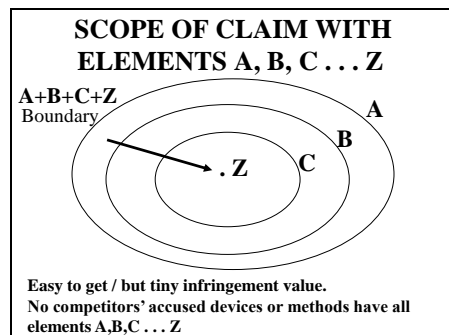 SCOPE OF CLAIM WITH
ELEMENTS A, B, C . . . Z
A+B+C+Z
Boundary
A
B
C
. Z
Easy to get / but tiny infringement value.
No competitors' accused devices or methods have all
elements A,B,C . . . Z